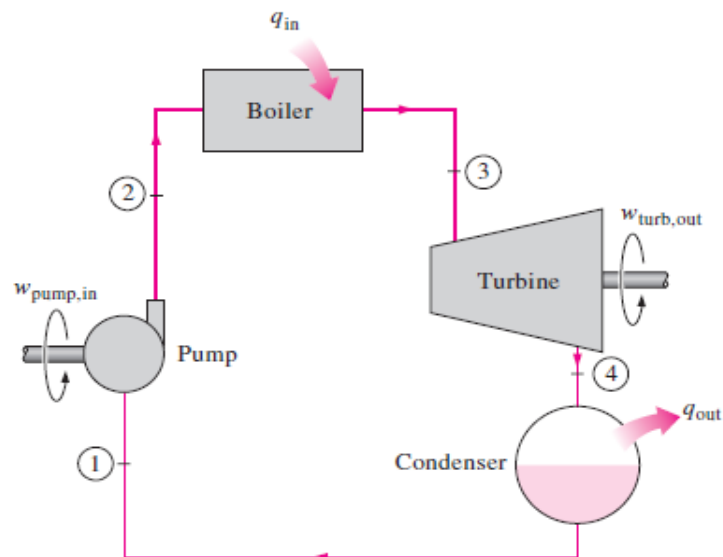 q_in
Boiler
3
2
w_turb,out
Turbine
w_pump,in
Pump
4
q_out
1
Condenser